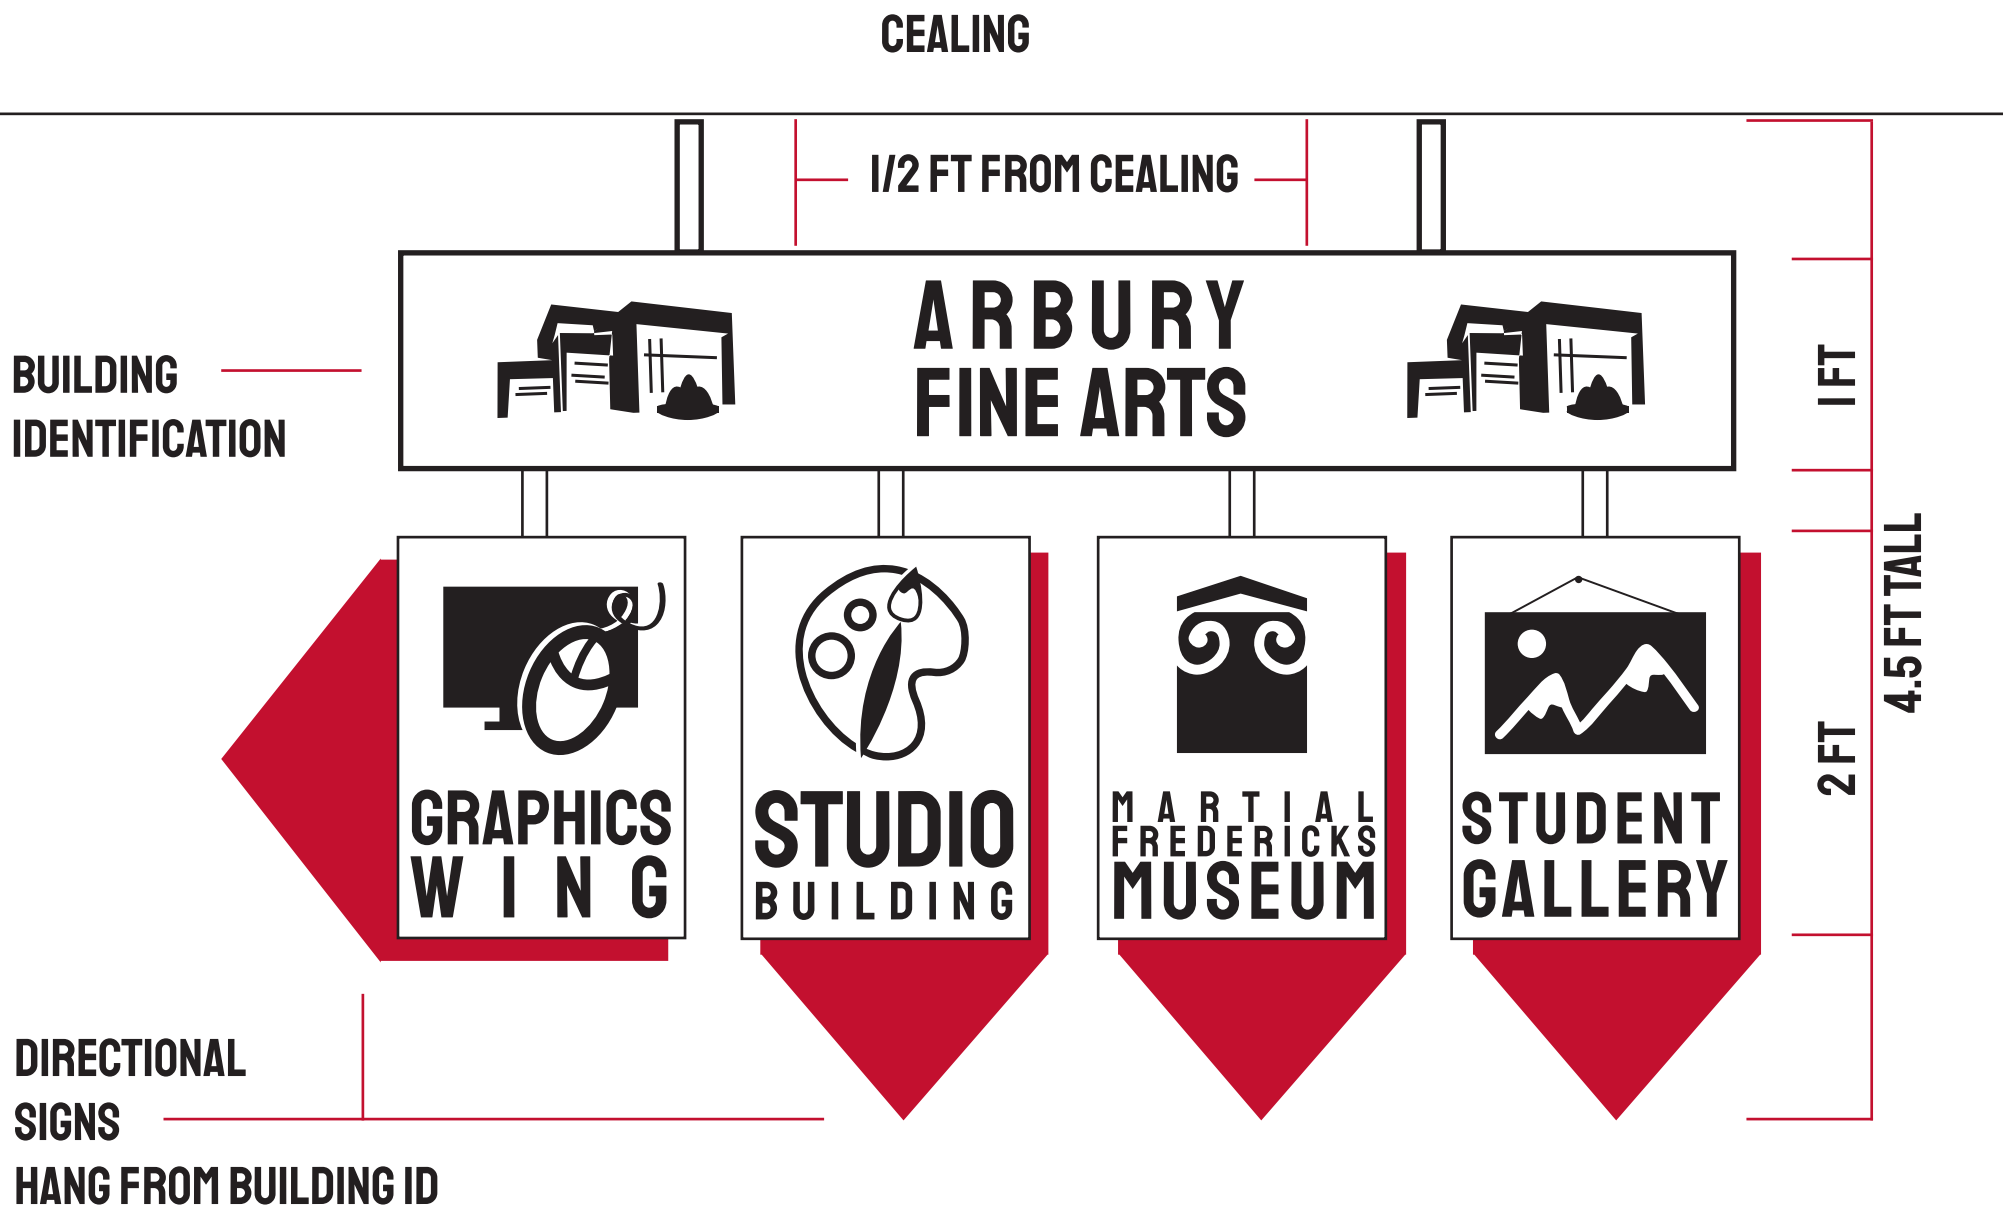 CEALING
1/2 FT FROM CEALING
ARBURY
FINE ARTS
BUILDING
IDENTIFICATION
1 FT
4.5 FT TALL
2 FT
GRAPHICS
WING
STUDIO
BUILDING
MARTIAL
FREDERICKS
MUSEUM
STUDENT
GALLERY
DIRECTIONAL
SIGNS
HANG FROM BUILDING ID